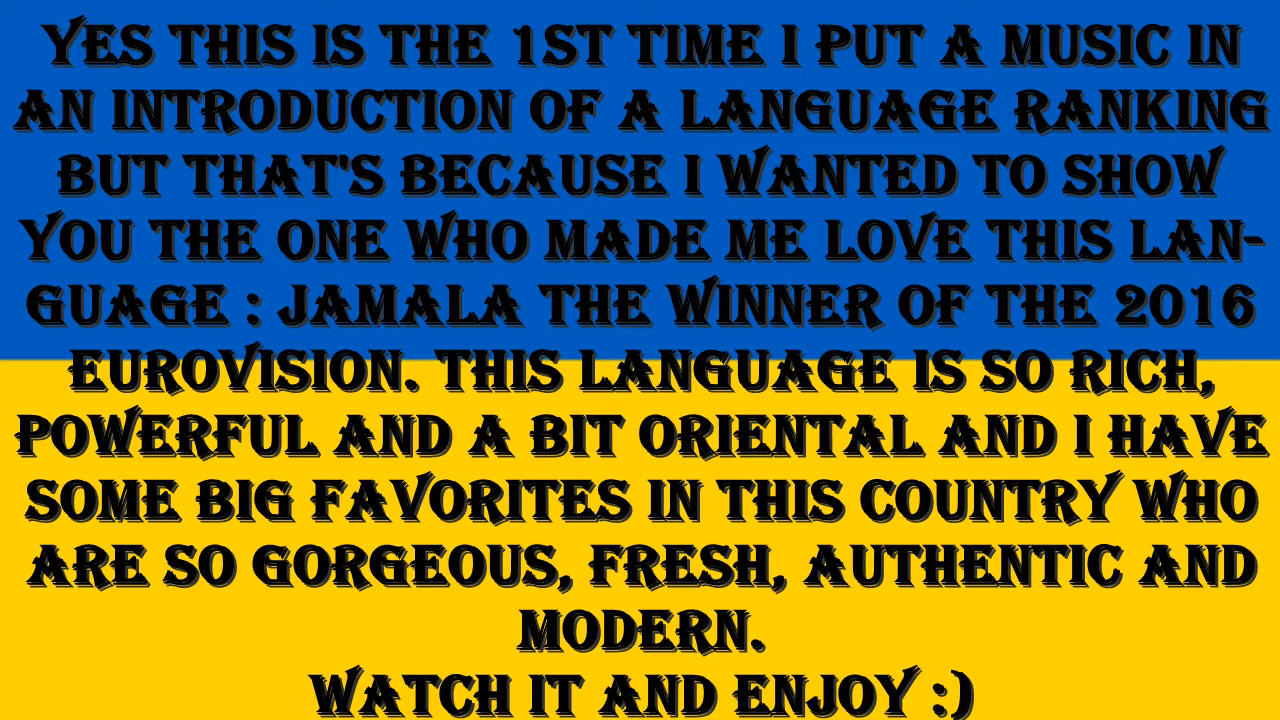 YES THIS IS THE 1ST TIME I PUT A MUSIC IN
AN INTRODUCTION OF A LANGUAGE RANKING
BUT THAT'S BECAUSE I WANTED TO SHOW
YOU THE ONE WHO MADE ME LOVE THIS LAN-
GUAGE : JAMALA THE WINNER OF THE 2016
EUROVISION. THIS LANGUAGE IS SO RICH,
POWERFUL AND A BIT ORIENTAL AND I HAVE
SOME BIG FAVORITES IN THIS COUNTRY WHO
ARE SO GORGEOUS, FRESH, AUTHENTIC AND
MODERN.
WATCH IT AND ENJOY :)